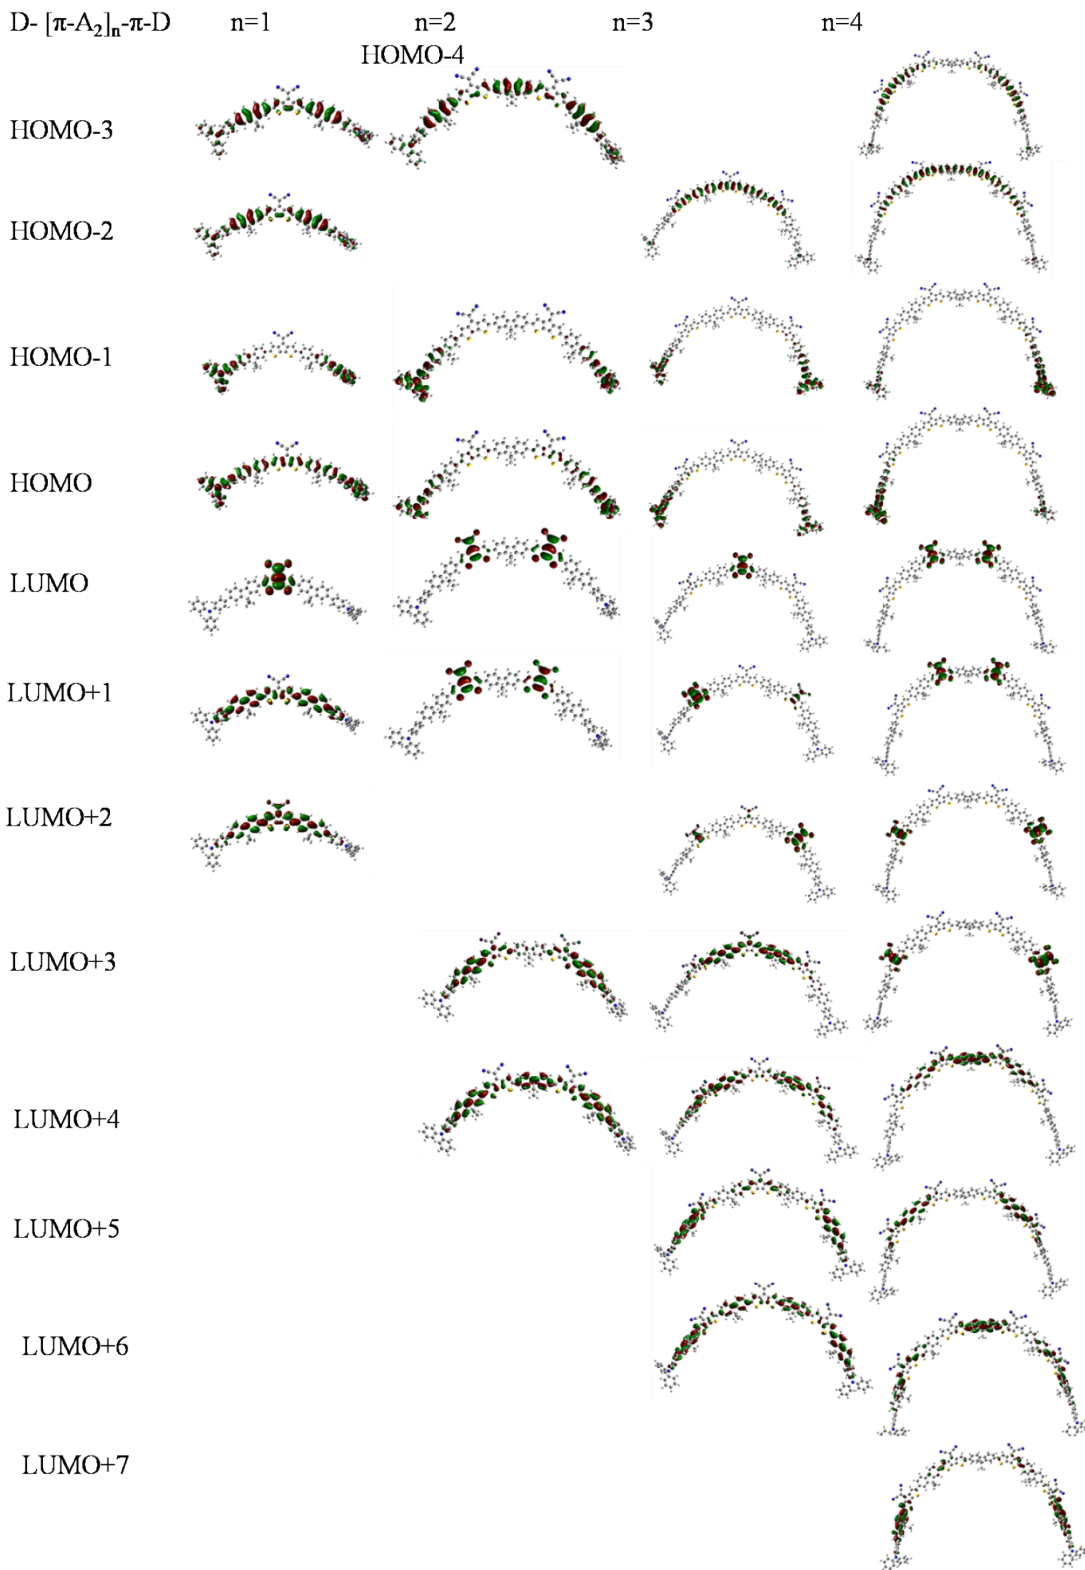 D- [π-A₂]ₙ-π-D n=1 n=2 n=3 n=4
HOMO-4
HOMO-3
HOMO-2
HOMO-1
HOMO
LUMO
LUMO+1
LUMO+2
LUMO+3
LUMO+4
LUMO+5
LUMO+6
LUMO+7